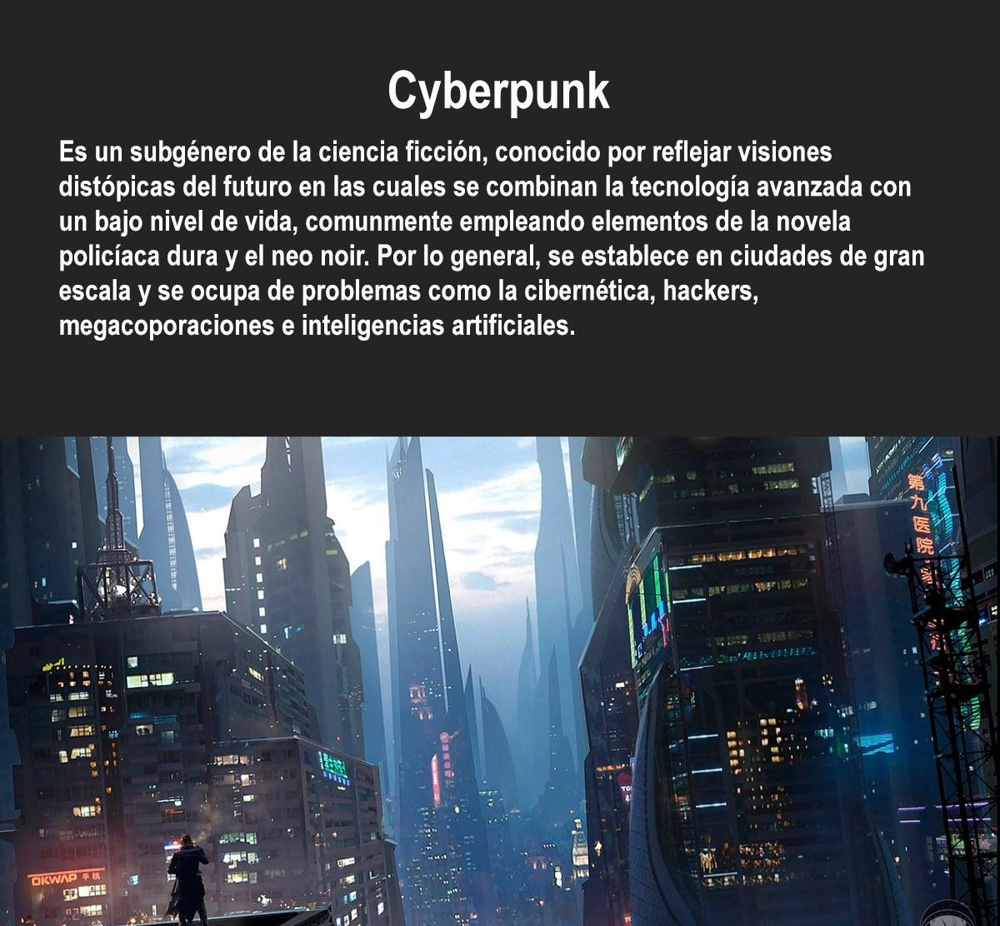 Cyberpunk
Es un subgénero de la ciencia ficción, conocido por reflejar visiones
distópicas del futuro en las cuales se combinan la tecnología avanzada con
un bajo nivel de vida, comunmente empleando elementos de la novela
policíaca dura y el neo noir. Por lo general, se establece en ciudades de gran
escala y se ocupa de problemas como la cibernética, hackers,
megacoporaciones e inteligencias artificiales.
第九医院
OKWAP 手机